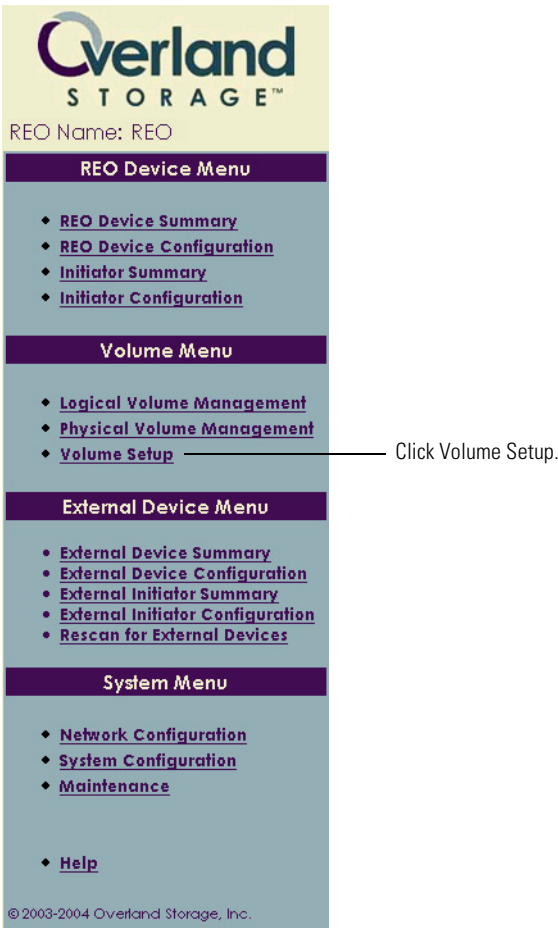 Overland
STORAGE™
REO Name: REO
REO Device Menu
REO Device Summary
REO Device Configuration
Initiator Summary
Initiator Configuration
Volume Menu
Logical Volume Management
Physical Volume Management
Volume Setup
Click Volume Setup.
External Device Menu
External Device Summary
External Device Configuration
External Initiator Summary
External Initiator Configuration
Rescan for External Devices
System Menu
Network Configuration
System Configuration
Maintenance
Help
© 2003-2004 Overland Storage, Inc.